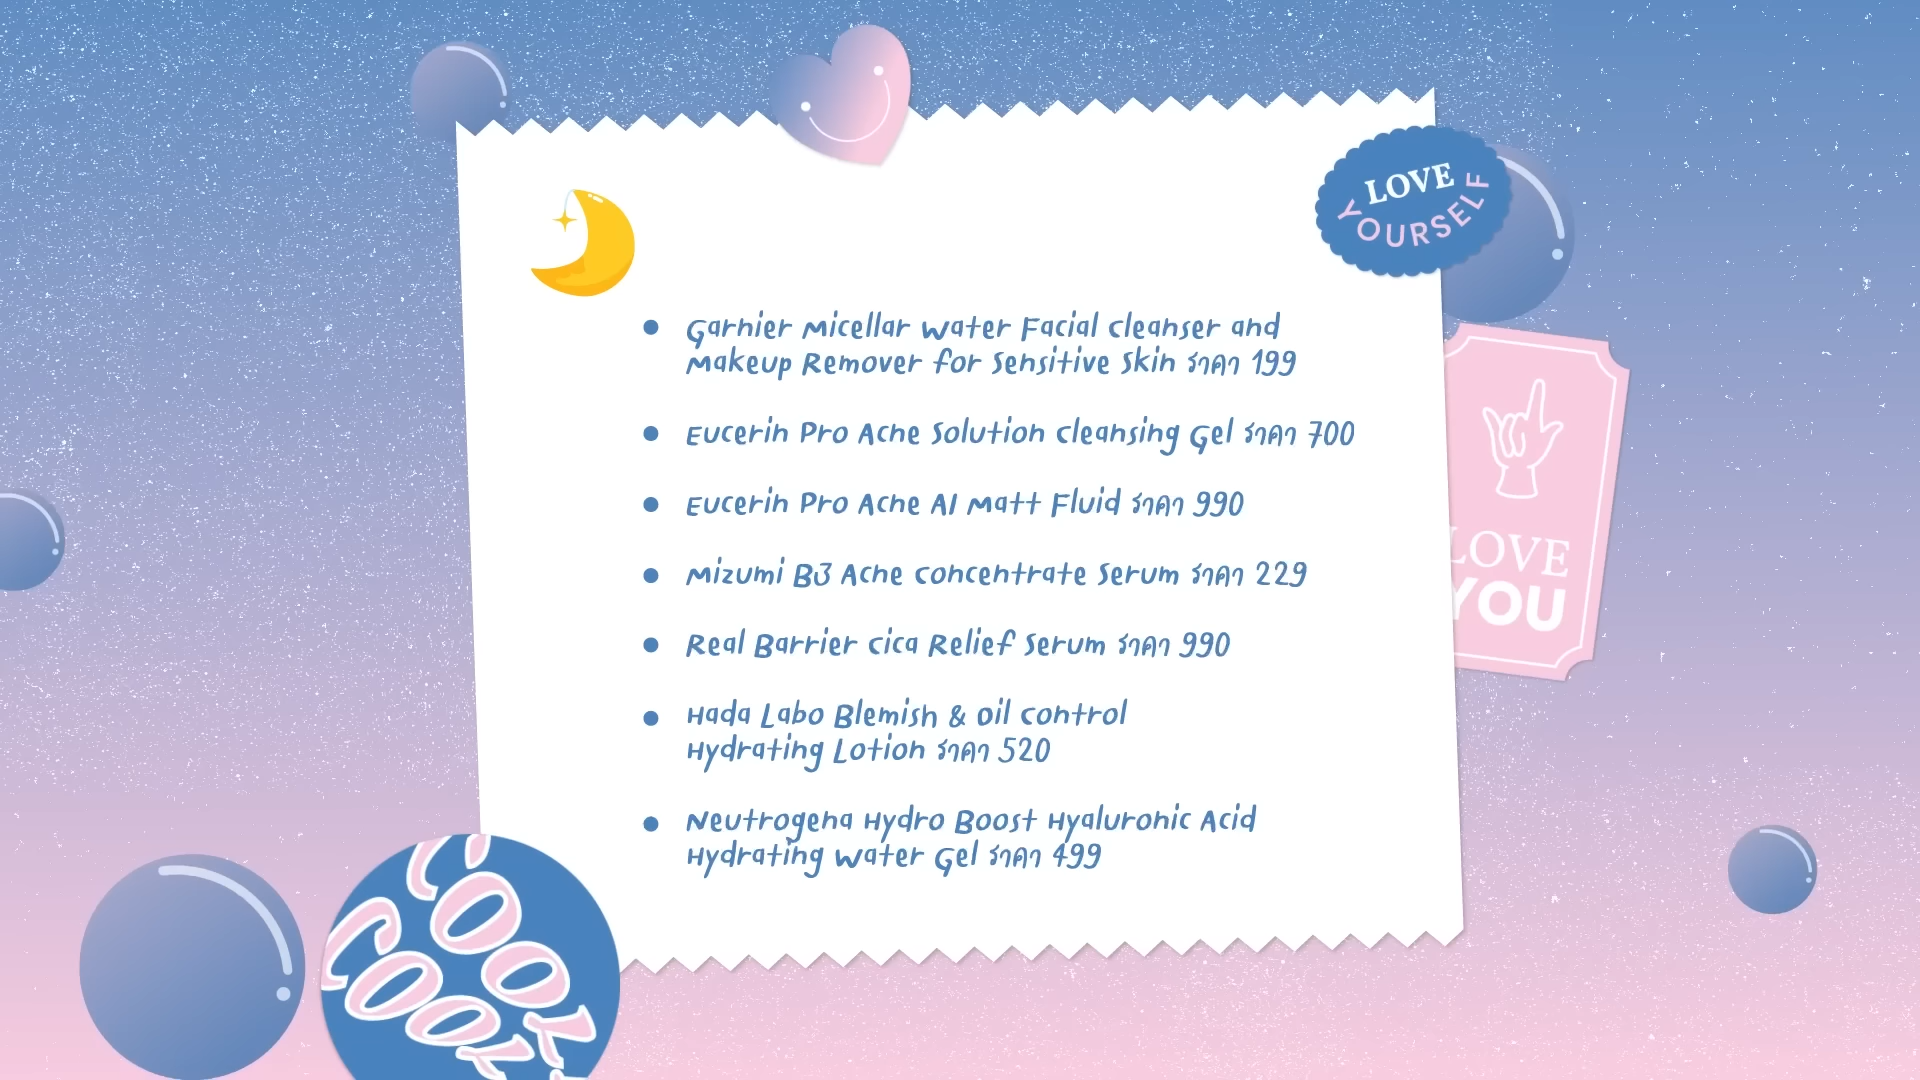 LOVE
YOURSELF
Garnier Micellar Water Facial Cleanser and
Makeup Remover for Sensitive Skin ราคา 199
Eucerin Pro Acne Solution Cleansing Gel ราคา 700
Eucerin Pro Acne AI Matt Fluid ราคา 990
Mizumi B3 Acne Concentrate Serum ราคา 229
Real Barrier Cica Relief Serum ราคา 990
Hada Labo Blemish & Oil Control
Hydrating Lotion ราคา 520
Neutrogena Hydro Boost Hyaluronic Acid
Hydrating Water Gel ราคา 499
LOVE
YOU
COOL
COOL